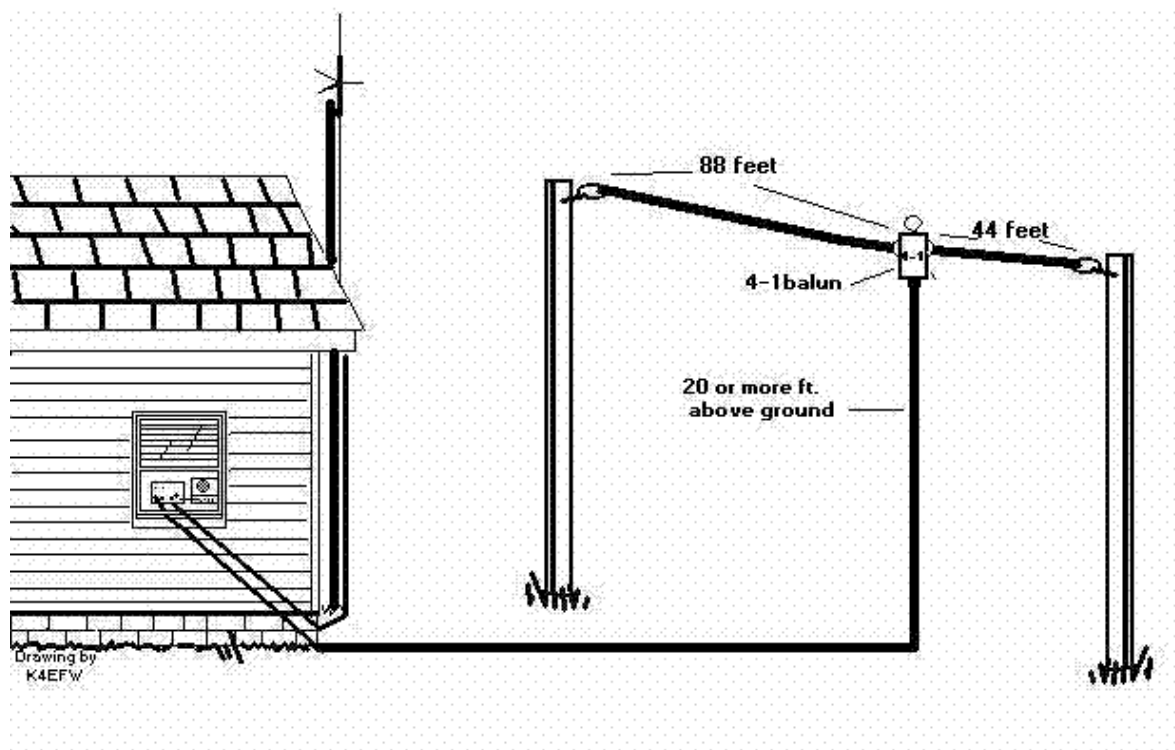 88 feet
44 feet
4-1
4-1balun
20 or more ft.
above ground
Drawing by
K4EFW